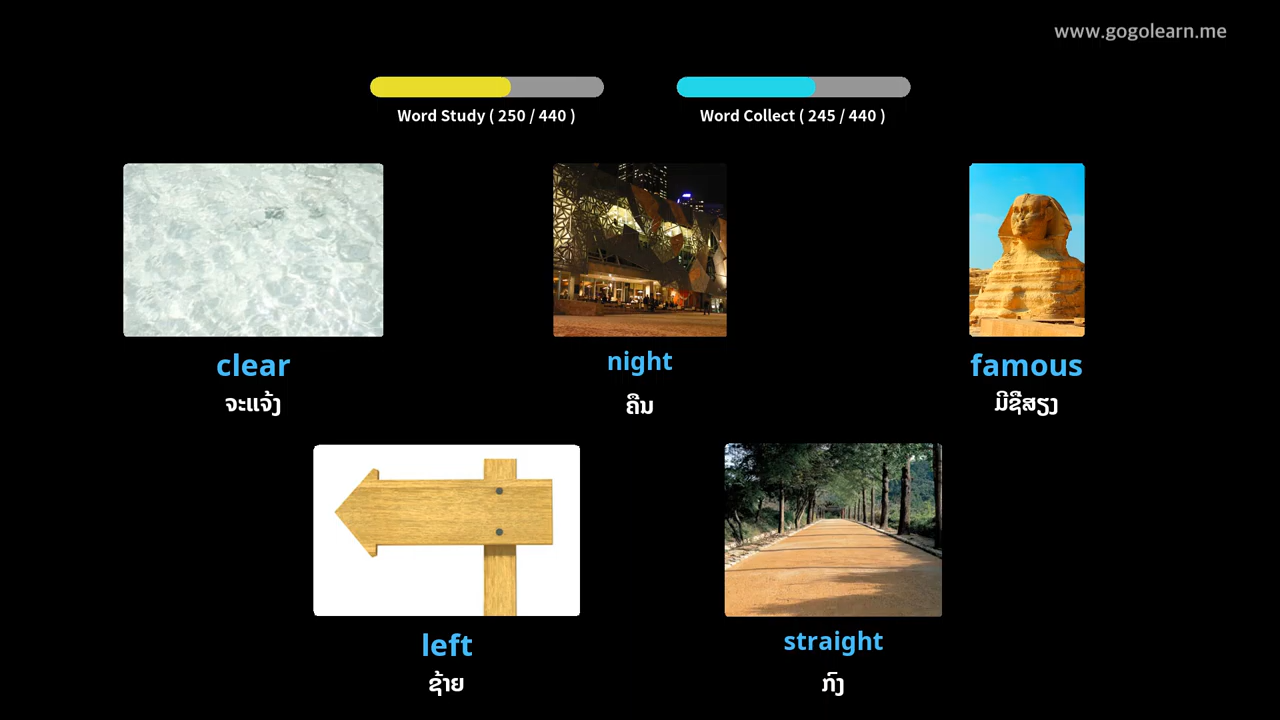 www.gogolearn.me
Word Study ( 250 / 440 )
Word Collect ( 245 / 440 )
clear
ຈະແຈ້ງ
night
ຄືນ
famous
ມີຊື່ສຽງ
left
ຊ້າຍ
straight
ກົງ